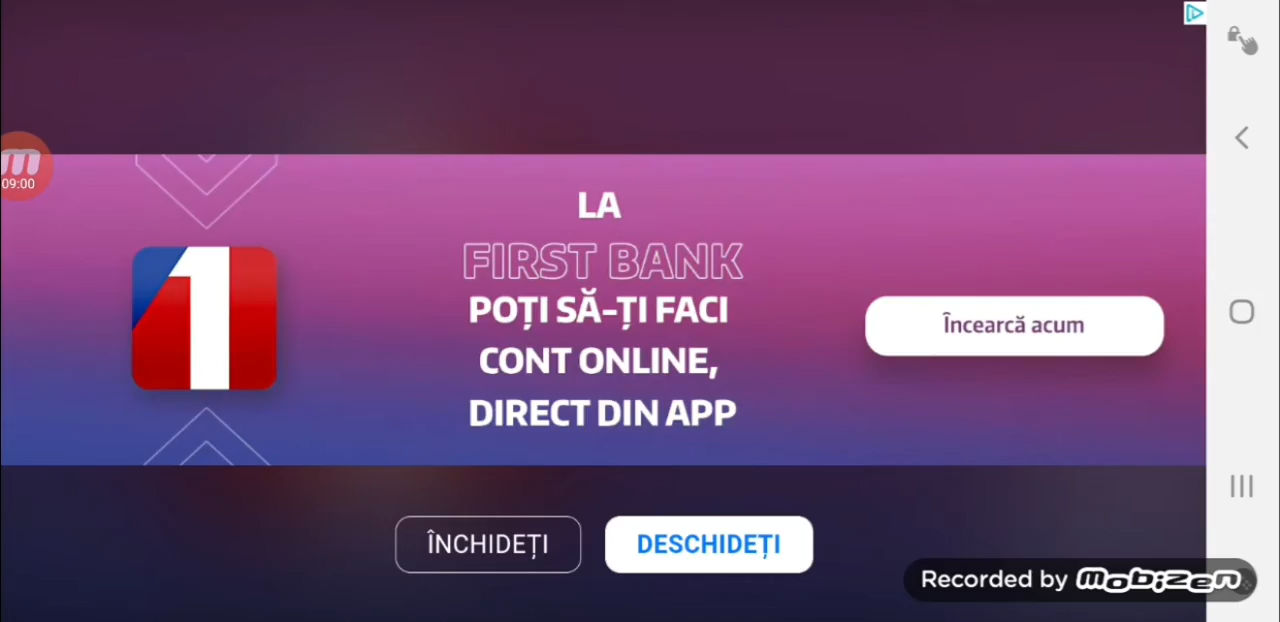 09:00
LA
FIRST BANK
POȚI SĂ-ȚI FACI
CONT ONLINE,
DIRECT DIN APP
1
Încearcă acum
ÎNCHIDEȚI
DESCHIDEȚI
Recorded by mobizen